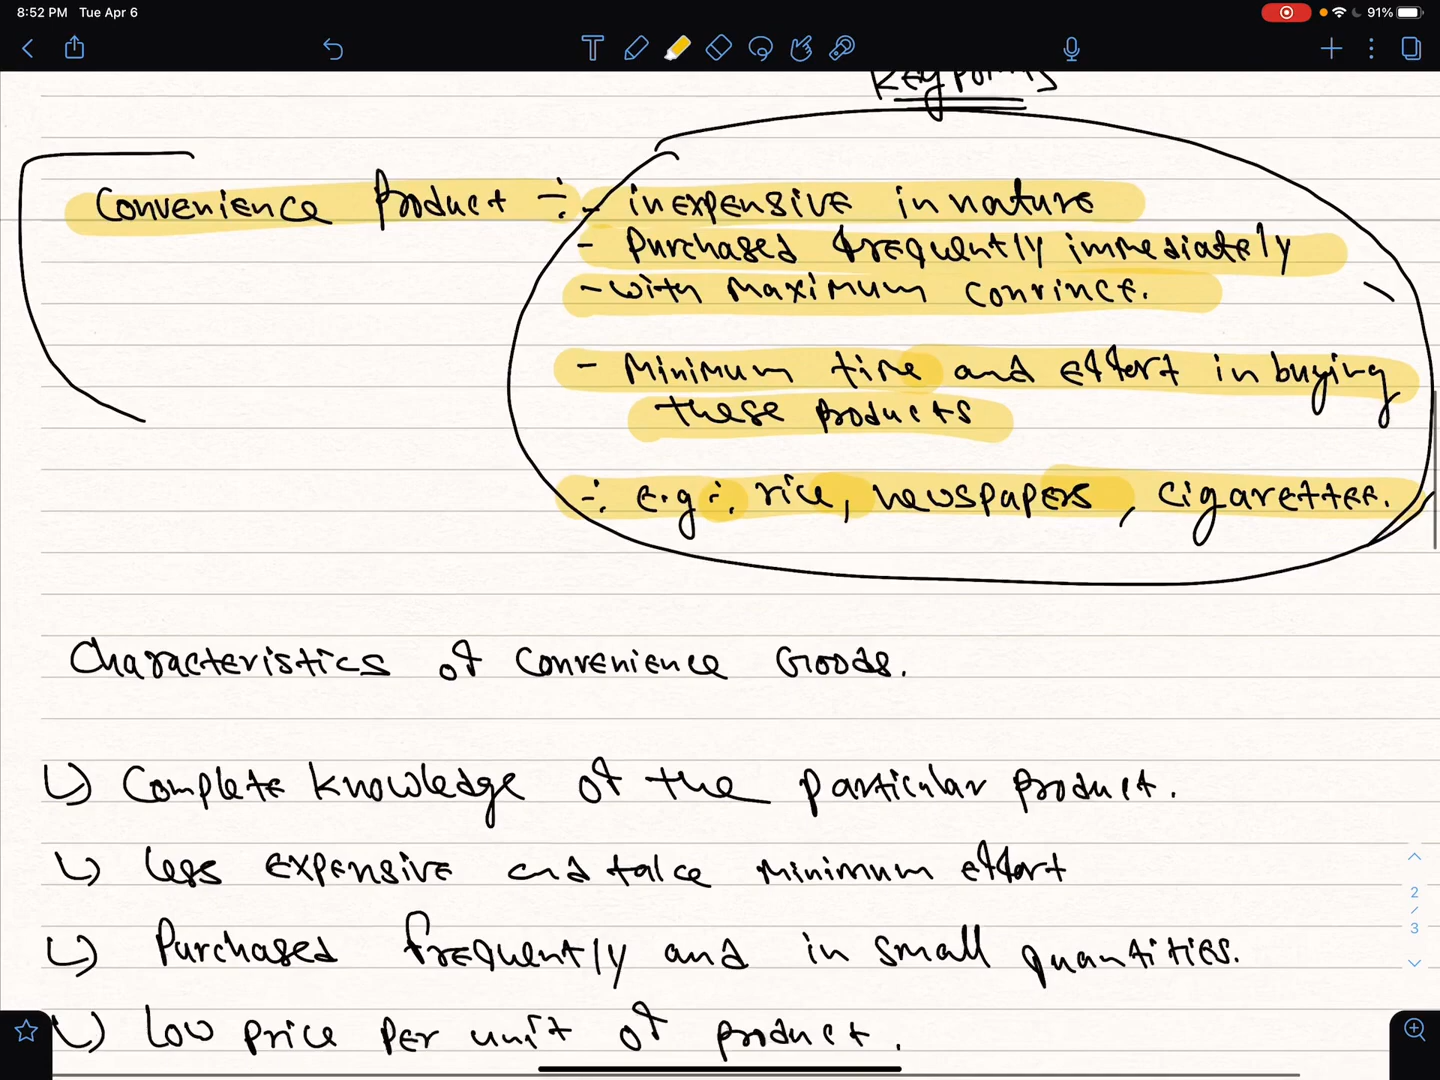 8:52 PM Tue Apr 6
91%
Key points
Convenience Product ÷ - inexpensive in nature
- Purchased frequently immediately
- with maximum convince.
- Minimum time and effort in buying
these products
÷ e.g ÷, rice, newspapers, cigarettee.
Characteristics of convenience Goods.
↳ Complete knowledge of the particular product.
↳ less expensive and take minimum effort
↳ Purchased frequently and in small quantities.
↳ low price per unit of product.
2
/
3